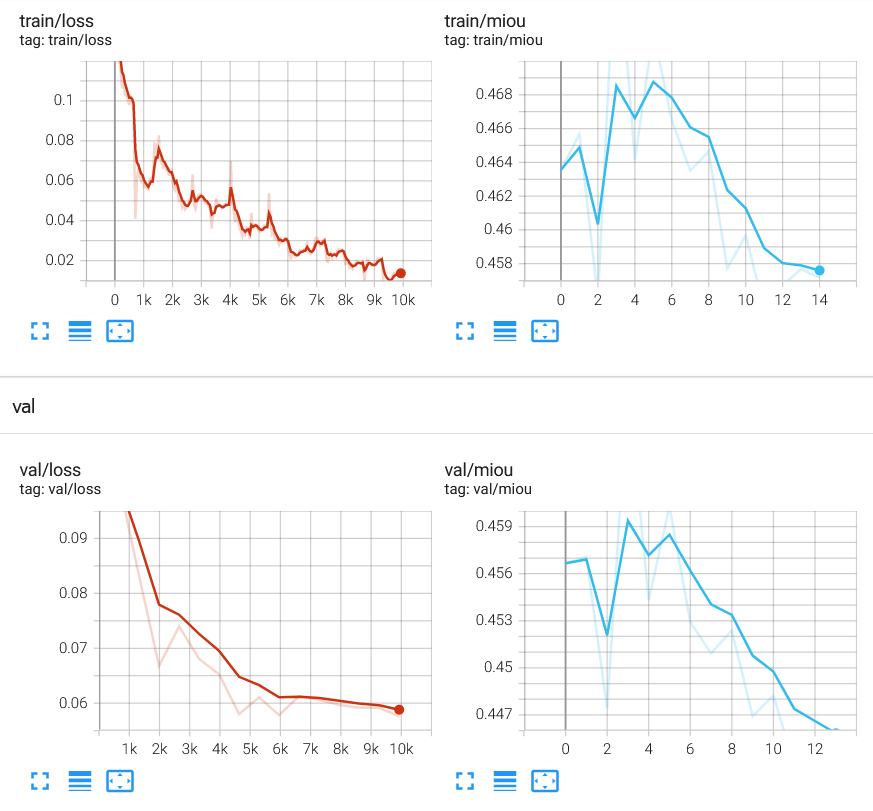 train/loss
tag: train/loss
0.1
0.08
0.06
0.04
0.02
0 1k 2k 3k 4k 5k 6k 7k 8k 9k 10k
train/miou
tag: train/miou
0.468
0.466
0.464
0.462
0.46
0.458
0 2 4 6 8 10 12 14
val
val/loss
tag: val/loss
0.09
0.08
0.07
0.06
1k 2k 3k 4k 5k 6k 7k 8k 9k 10k
val/miou
tag: val/miou
0.459
0.456
0.453
0.45
0.447
0 2 4 6 8 10 12